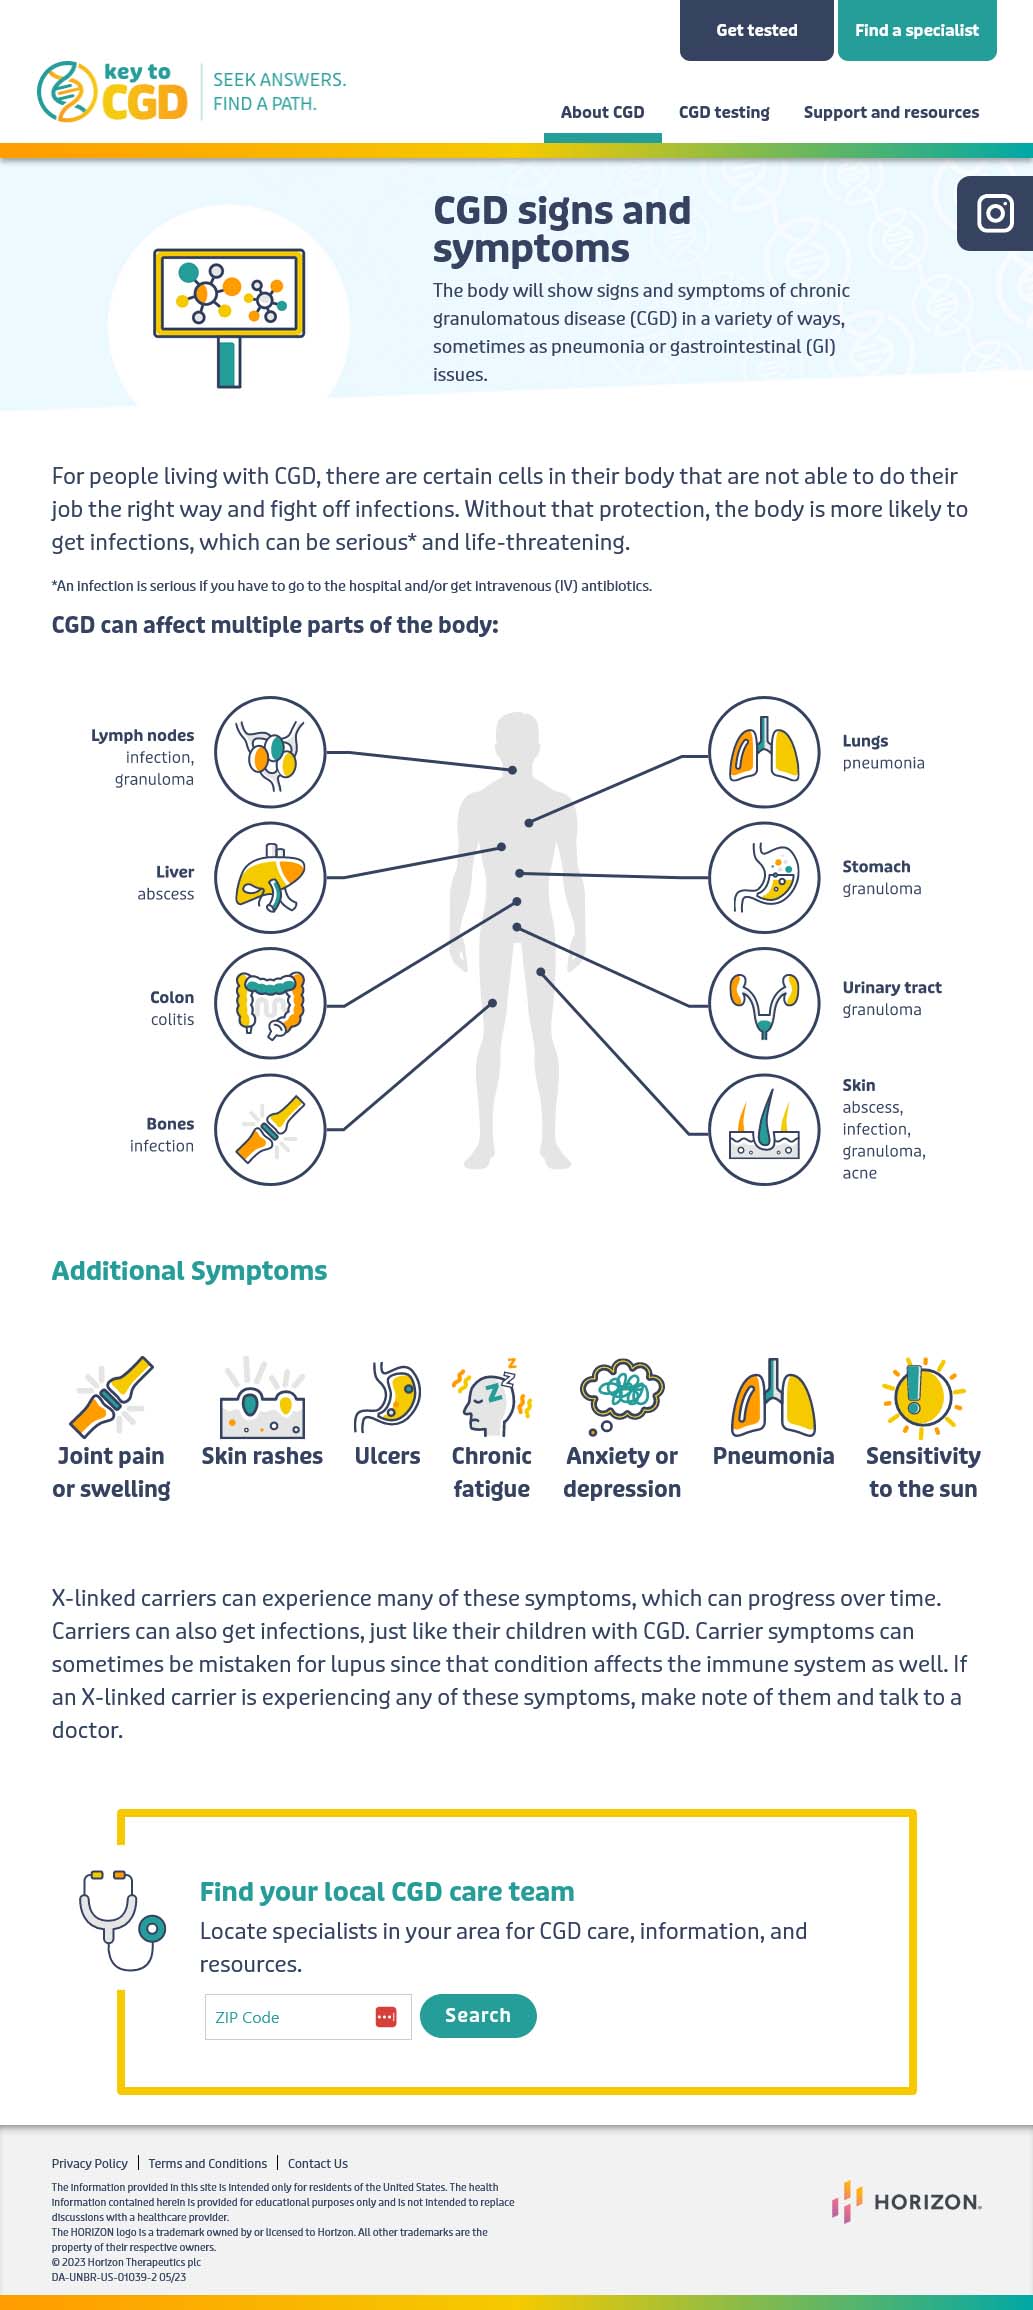 Get tested
Find a specialist
key to
CGD
SEEK ANSWERS.
FIND A PATH.
About CGD
CGD testing
Support and resources
CGD signs and
symptoms
The body will show signs and symptoms of chronic
granulomatous disease (CGD) in a variety of ways,
sometimes as pneumonia or gastrointestinal (GI)
issues.
For people living with CGD, there are certain cells in their body that are not able to do their
job the right way and fight off infections. Without that protection, the body is more likely to
get infections, which can be serious* and life-threatening.
*An infection is serious if you have to go to the hospital and/or get intravenous (IV) antibiotics.
CGD can affect multiple parts of the body:
Lymph nodes
infection,
granuloma
Liver
abscess
Colon
colitis
Bones
infection
Lungs
pneumonia
Stomach
granuloma
Urinary tract
granuloma
Skin
abscess,
infection,
granuloma,
acne
Additional Symptoms
z
z
z
Joint pain
or swelling
Skin rashes
Ulcers
Chronic
fatigue
Anxiety or
depression
Pneumonia
Sensitivity
to the sun
X-linked carriers can experience many of these symptoms, which can progress over time.
Carriers can also get infections, just like their children with CGD. Carrier symptoms can
sometimes be mistaken for lupus since that condition affects the immune system as well. If
an X-linked carrier is experiencing any of these symptoms, make note of them and talk to a
doctor.
Find your local CGD care team
Locate specialists in your area for CGD care, information, and
resources.
ZIP Code
Search
Privacy Policy | Terms and Conditions | Contact Us
The information provided in this site is intended only for residents of the United States. The health
information contained herein is provided for educational purposes only and is not intended to replace
discussions with a healthcare provider.
The HORIZON logo is a trademark owned by or licensed to Horizon. All other trademarks are the
property of their respective owners.
© 2023 Horizon Therapeutics plc
DA-UNBR-US-01039-2 05/23
HORIZON.